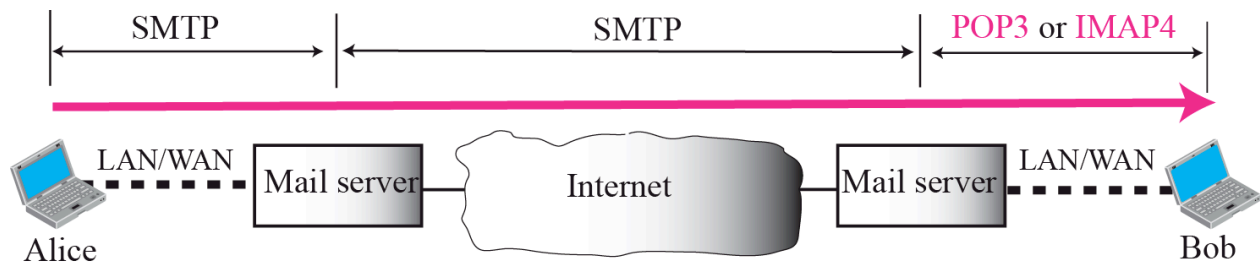 SMTP
SMTP
POP3 or IMAP4
LAN/WAN
Mail server
Internet
Mail server
LAN/WAN
Alice
Bob